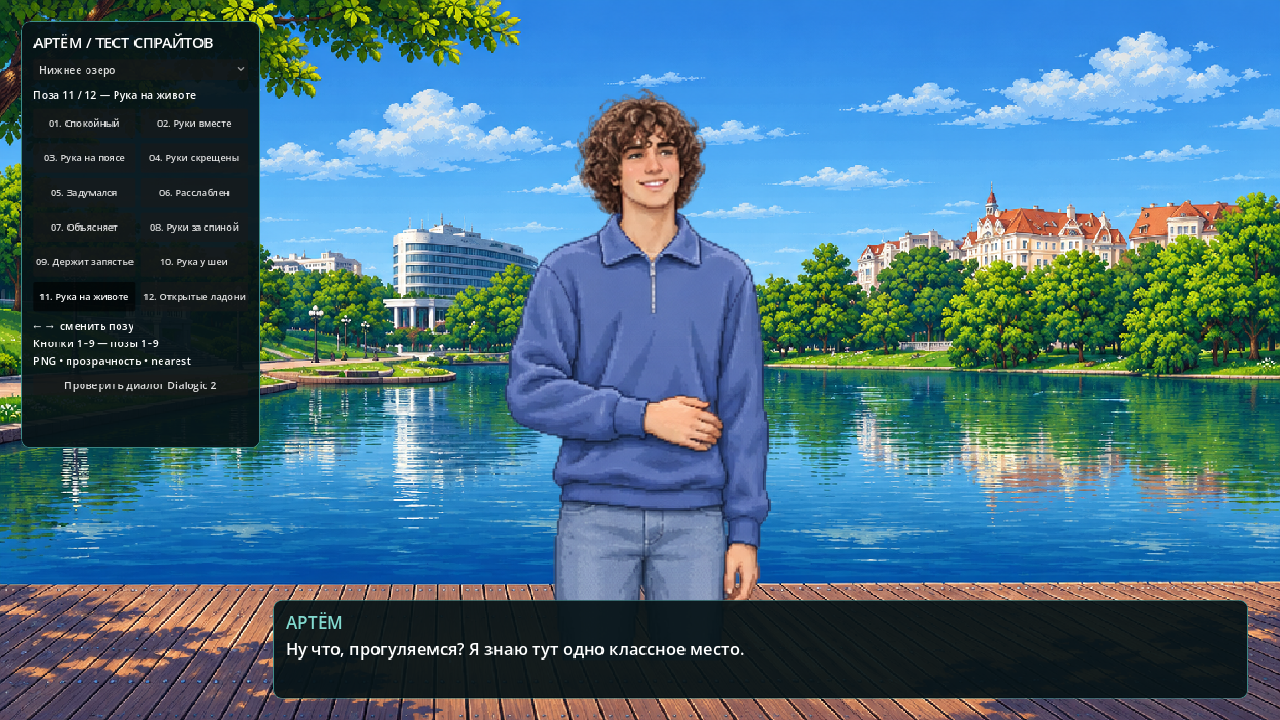 АРТЁМ / ТЕСТ СПРАЙТОВ
Нижнее озеро
Поза 11 / 12 — Рука на животе
01. Спокойный 02. Руки вместе
03. Рука на поясе 04. Руки скрещены
05. Задумался 06. Расслаблен
07. Объясняет 08. Руки за спиной
09. Держит запястье 10. Рука у шеи
11. Рука на животе 12. Открытые ладони
← → сменить позу
Кнопки 1–9 — позы 1–9
PNG • прозрачность • nearest
Проверить диалог Dialogic 2
АРТЁМ
Ну что, прогуляемся? Я знаю тут одно классное место.